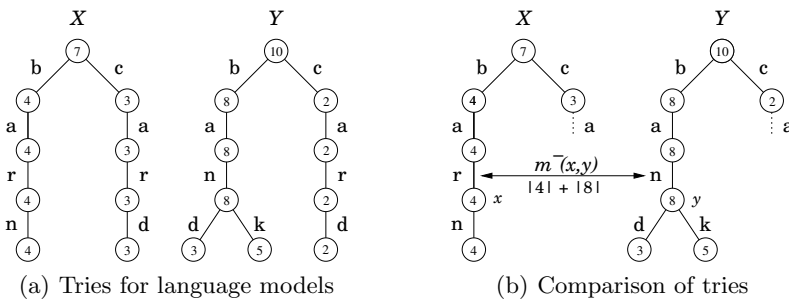 X Y X Y
7 10 7 10
b c b c b c b c
4 3 8 2 4 3 8 2
a a a a a a a a
4 3 8 2 4 8
m¯(x,y)
r r n r r n
|4| + |8|
4 3 8 2 4 x 8 y
n d d k d n d k
4 3 3 5 2 4 3 5
(a) Tries for language models (b) Comparison of tries